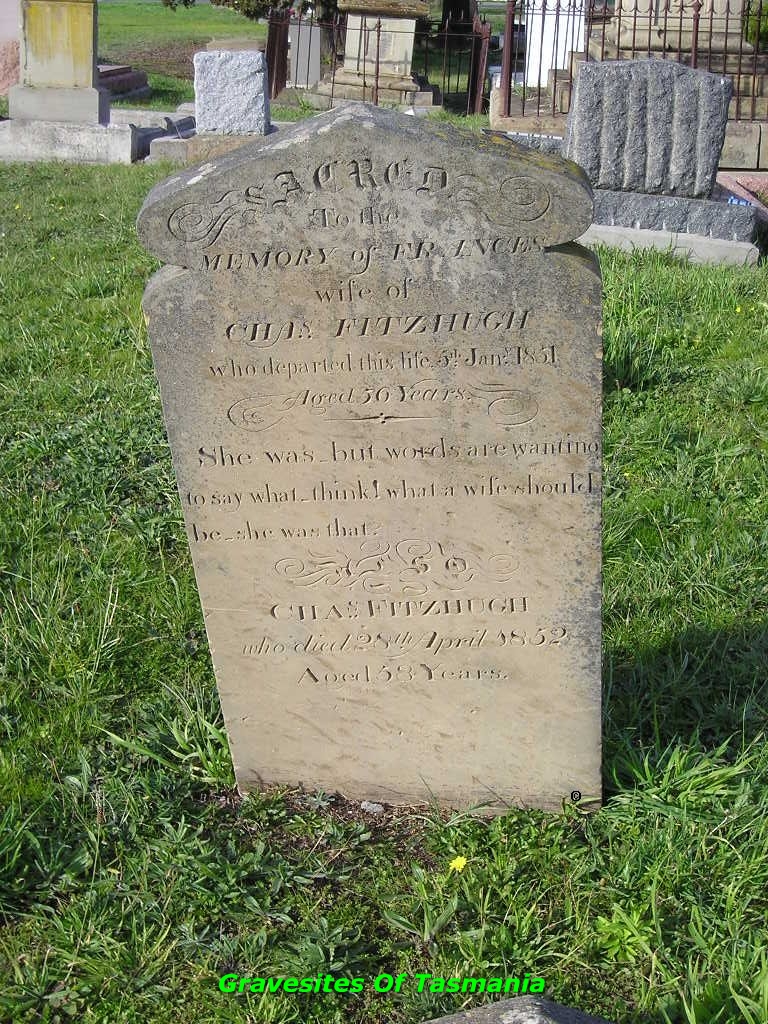 SACRED
To the
MEMORY of FRANCES
wife of
CHAS. FITZHUGH
who departed this life, 5th Jany. 1851
Aged 56 Years.
She was_but words are wanting
to say what_think! what a wife should
be_she was that.
ALSO
CHAS. FITZHUGH
who died 28th April 1852
Aged 58 Years.
Gravesites Of Tasmania